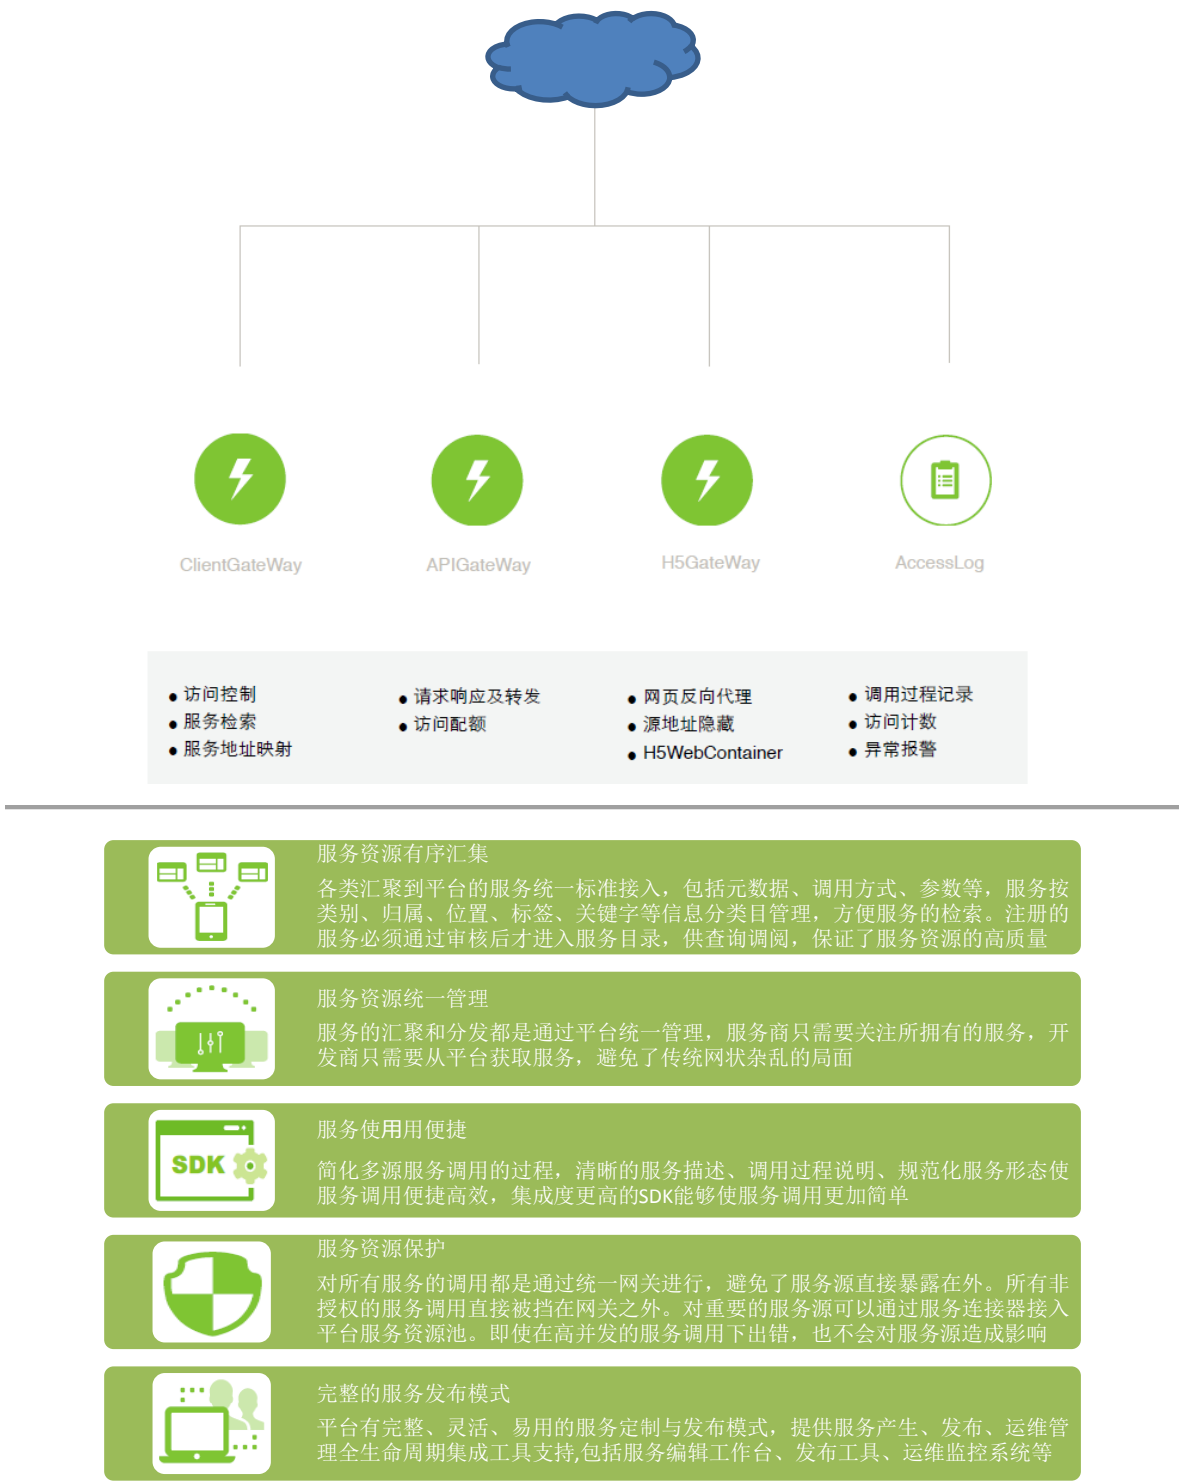 ClientGateWay
APIGateWay
H5GateWay
AccessLog
● 访问控制
● 服务检索
● 服务地址映射
● 请求响应及转发
● 访问配额
● 网页反向代理
● 源地址隐藏
● H5WebContainer
● 调用过程记录
● 访问计数
● 异常报警
服务资源有序汇集
各类汇聚到平台的服务统一标准接入，包括元数据、调用方式、参数等，服务按
类别、归属、位置、标签、关键字等信息分类目管理，方便服务的检索。注册的
服务必须通过审核后才进入服务目录，供查询调阅，保证了服务资源的高质量
服务资源统一管理
服务的汇聚和分发都是通过平台统一管理，服务商只需要关注所拥有的服务，开
发商只需要从平台获取服务，避免了传统网状杂乱的局面
SDK
服务使用用便捷
简化多源服务调用的过程，清晰的服务描述、调用过程说明、规范化服务形态使
服务调用便捷高效，集成度更高的SDK能够使服务调用更加简单
服务资源保护
对所有服务的调用都是通过统一网关进行，避免了服务源直接暴露在外。所有非
授权的服务调用直接被挡在网关之外。对重要的服务源可以通过服务连接器接入
平台服务资源池。即使在高并发的服务调用下出错，也不会对服务源造成影响
完整的服务发布模式
平台有完整、灵活、易用的服务定制与发布模式，提供服务产生、发布、运维管
理全生命周期集成工具支持,包括服务编辑工作台、发布工具、运维监控系统等